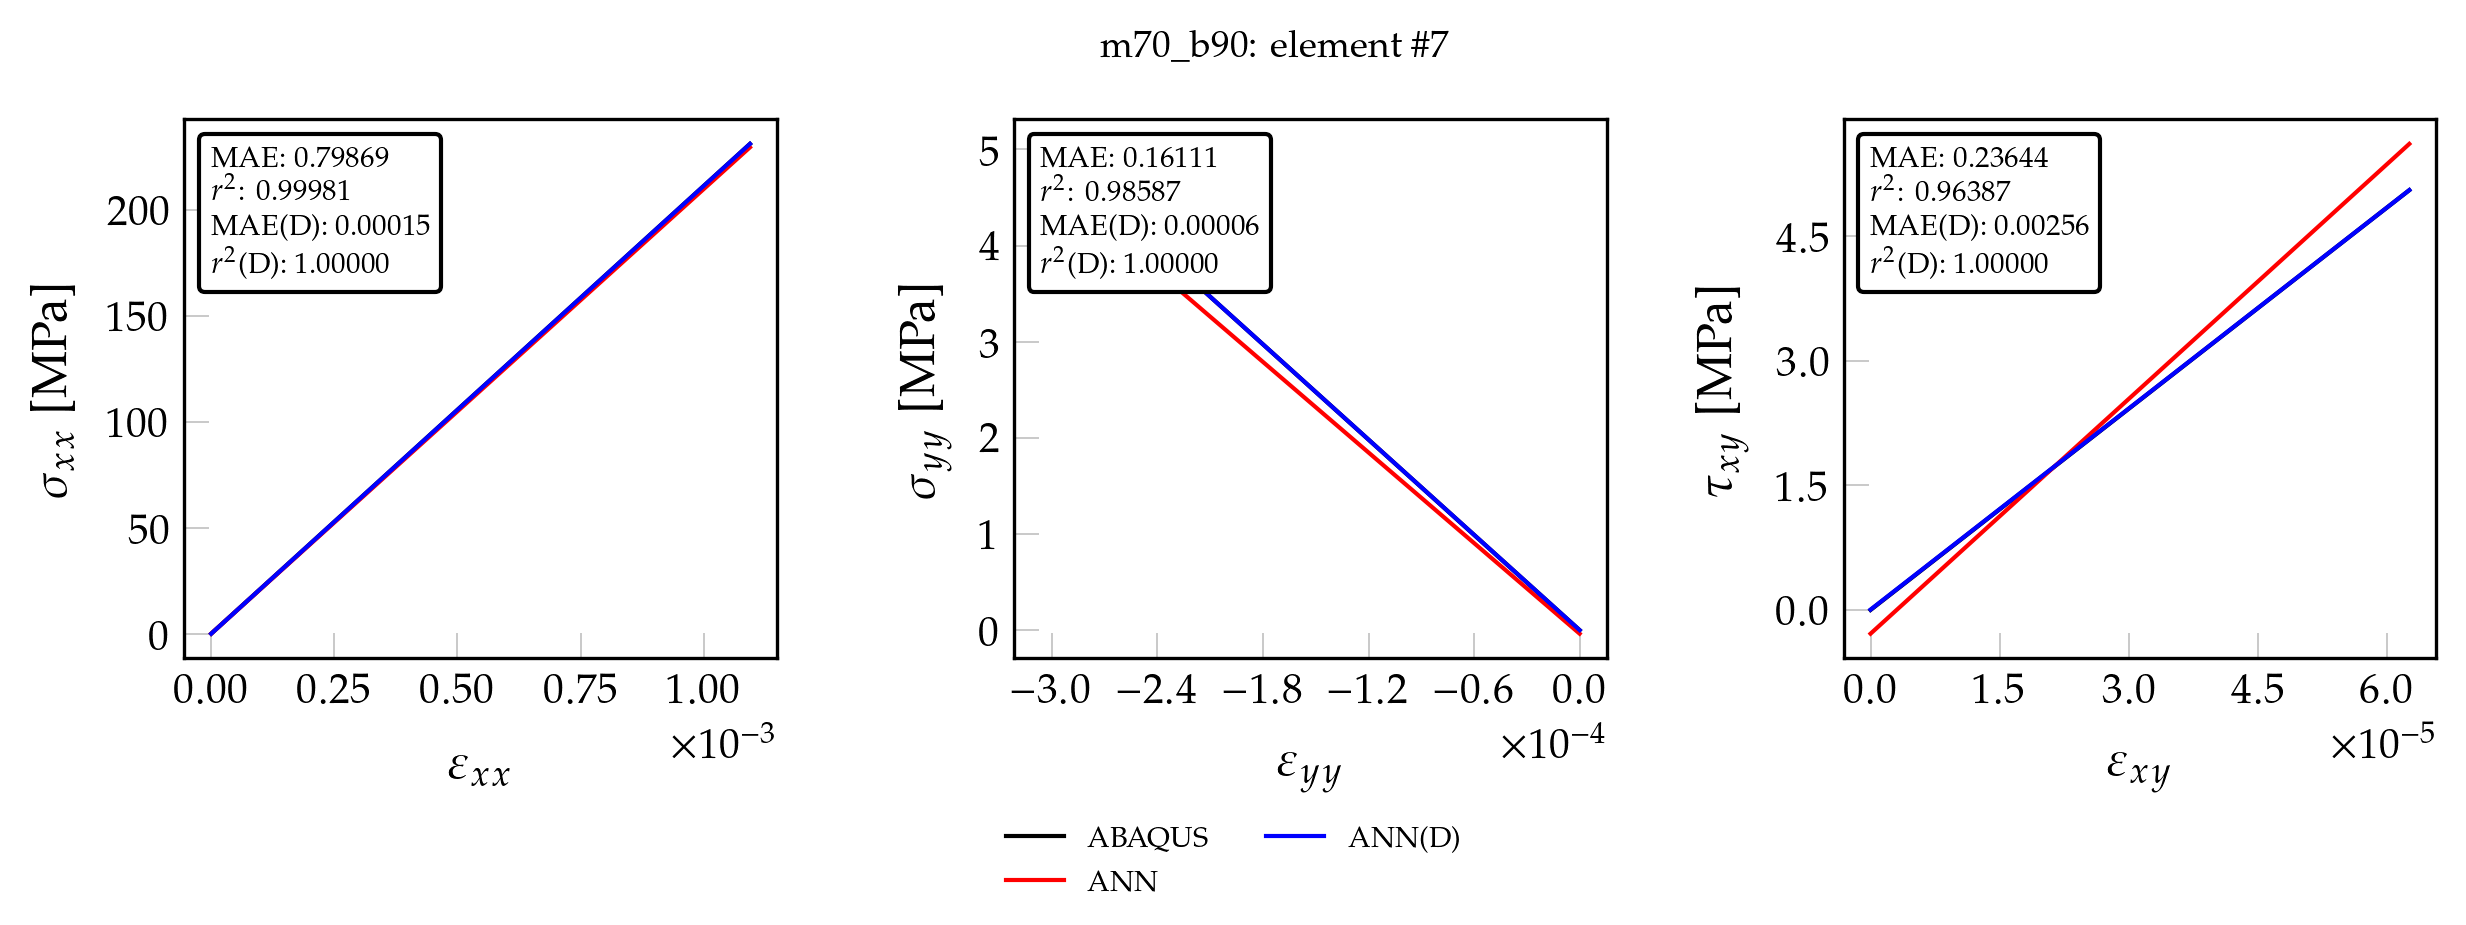 m70_b90: element #7
MAE: 0.79869
r²: 0.99981
MAE(D): 0.00015
r²(D): 1.00000
σxx [MPa]
200
150
100
50
0
0.00 0.25 0.50 0.75 1.00
×10⁻³
εxx
MAE: 0.16111
r²: 0.98587
MAE(D): 0.00006
r²(D): 1.00000
σyy [MPa]
5
4
3
2
1
0
−3.0 −2.4 −1.8 −1.2 −0.6 0.0
×10⁻⁴
εyy
MAE: 0.23644
r²: 0.96387
MAE(D): 0.00256
r²(D): 1.00000
τxy [MPa]
4.5
3.0
1.5
0.0
0.0 1.5 3.0 4.5 6.0
×10⁻⁵
εxy
ABAQUS
ANN
ANN(D)